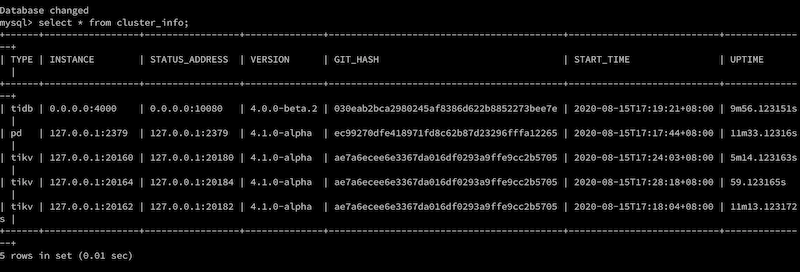 Database changed
mysql> select * from cluster_info;
+------+-----------------+----------------+--------------+------------------------------------------+---------------------------+-------------
--+
| TYPE | INSTANCE        | STATUS_ADDRESS | VERSION      | GIT_HASH                                 | START_TIME                | UPTIME
  |
+------+-----------------+----------------+--------------+------------------------------------------+---------------------------+-------------
--+
| tidb | 0.0.0.0:4000    | 0.0.0.0:10080  | 4.0.0-beta.2 | 030eab2bca2980245af8386d622b8852273bee7e | 2020-08-15T17:19:21+08:00 | 9m56.123151s
  |
| pd   | 127.0.0.1:2379  | 127.0.0.1:2379 | 4.1.0-alpha  | ec99270dfe418971fd8c62b87d23296fffa12265 | 2020-08-15T17:17:44+08:00 | 11m33.12316s
  |
| tikv | 127.0.0.1:20160 | 127.0.0.1:20180 | 4.1.0-alpha  | ae7a6ecee6e3367da016df0293a9ffe9cc2b5705 | 2020-08-15T17:24:03+08:00 | 5m14.123163s
  |
| tikv | 127.0.0.1:20164 | 127.0.0.1:20184 | 4.1.0-alpha  | ae7a6ecee6e3367da016df0293a9ffe9cc2b5705 | 2020-08-15T17:28:18+08:00 | 59.123165s
  |
| tikv | 127.0.0.1:20162 | 127.0.0.1:20182 | 4.1.0-alpha  | ae7a6ecee6e3367da016df0293a9ffe9cc2b5705 | 2020-08-15T17:18:04+08:00 | 11m13.123172
s |
+------+-----------------+----------------+--------------+------------------------------------------+---------------------------+-------------
--+
5 rows in set (0.01 sec)